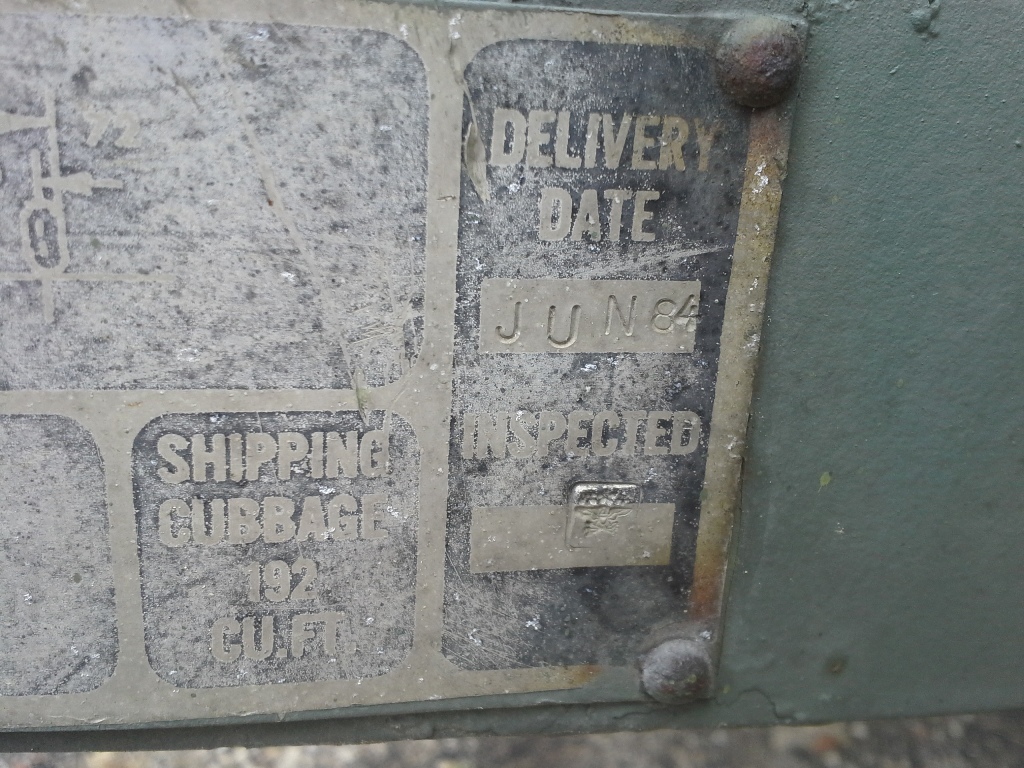 72
DELIVERY
DATE
JUN 84
INSPECTED
SHIPPING
CUBBAGE
192
CU.FT.